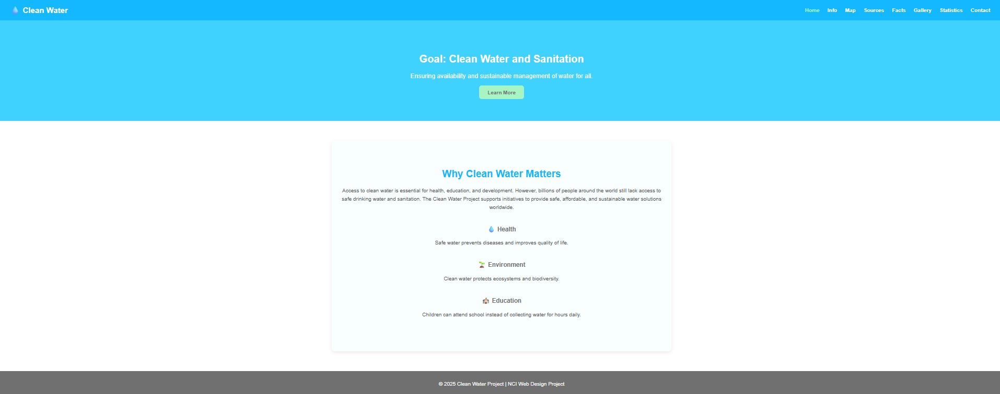 Clean Water
Home Info Map Sources Facts Gallery Statistics Contact
Goal: Clean Water and Sanitation
Ensuring availability and sustainable management of water for all.
Learn More
Why Clean Water Matters
Access to clean water is essential for health, education, and development. However, billions of people around the world still lack access to
safe drinking water and sanitation. The Clean Water Project supports initiatives to provide safe, affordable, and sustainable water solutions
worldwide.
Health
Safe water prevents diseases and improves quality of life.
Environment
Clean water protects ecosystems and biodiversity.
Education
Children can attend school instead of collecting water for hours daily.
© 2025 Clean Water Project | NCI Web Design Project